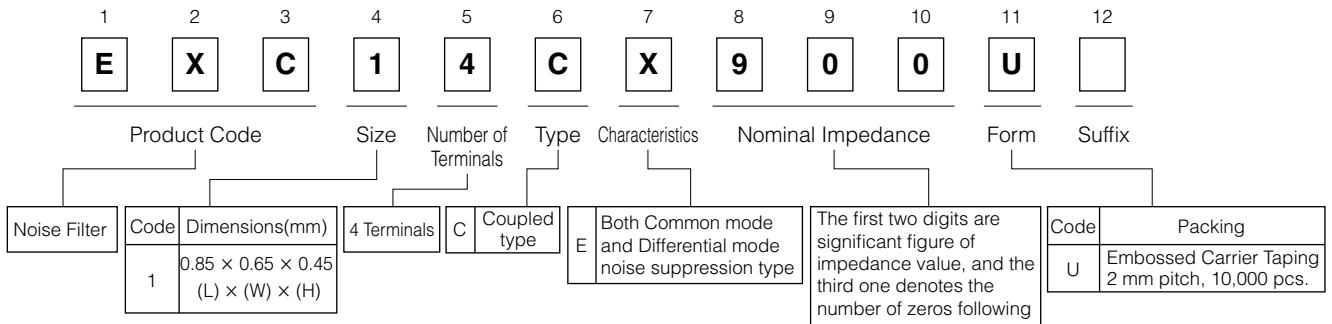 1 2 3 4 5 6 7 8 9 10 11 12
E X C 1 4 C X 9 0 0 U
Product Code Size Number of Terminals Type Characteristics Nominal Impedance Form Suffix
Noise Filter
Code Dimensions(mm)
1 0.85 × 0.65 × 0.45
(L) × (W) × (H)
4 Terminals
C Coupled
type
E Both Common mode
and Differential mode
noise suppression type
The first two digits are
significant figure of
impedance value, and the
third one denotes the
number of zeros following
Code Packing
U Embossed Carrier Taping
2 mm pitch, 10,000 pcs.